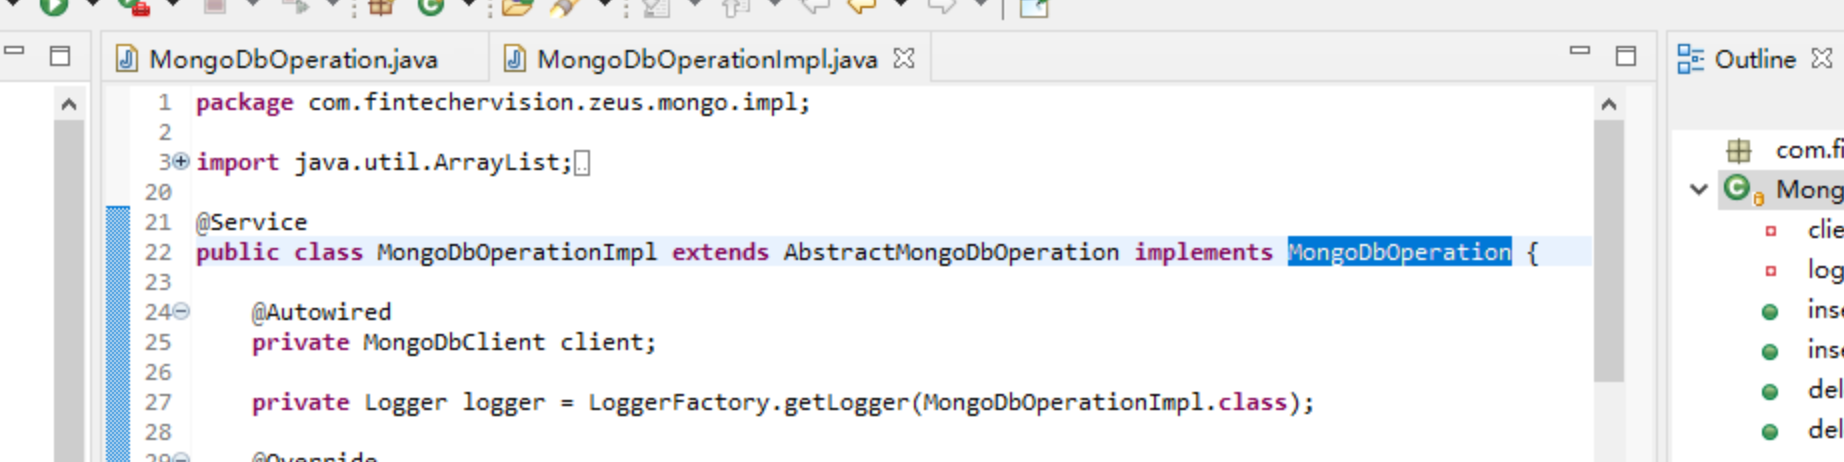 MongoDbOperation.java
MongoDbOperationImpl.java
Outline
1 package com.fintechervision.zeus.mongo.impl;
2
3 import java.util.ArrayList;
20
21 @Service
22 public class MongoDbOperationImpl extends AbstractMongoDbOperation implements MongoDbOperation {
23
24 @Autowired
25 private MongoDbClient client;
26
27 private Logger logger = LoggerFactory.getLogger(MongoDbOperationImpl.class);
28
29 @Override
com.fi
Mong
clie
log
inse
inse
del
del